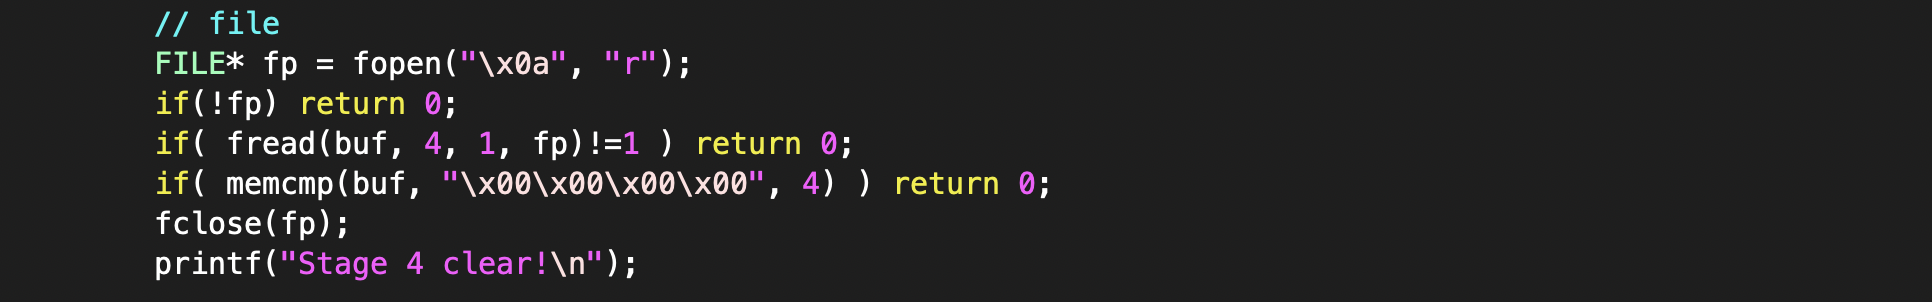 // file
FILE* fp = fopen("\x0a", "r");
if(!fp) return 0;
if( fread(buf, 4, 1, fp)!=1 ) return 0;
if( memcmp(buf, "\x00\x00\x00\x00", 4) ) return 0;
fclose(fp);
printf("Stage 4 clear!\n");